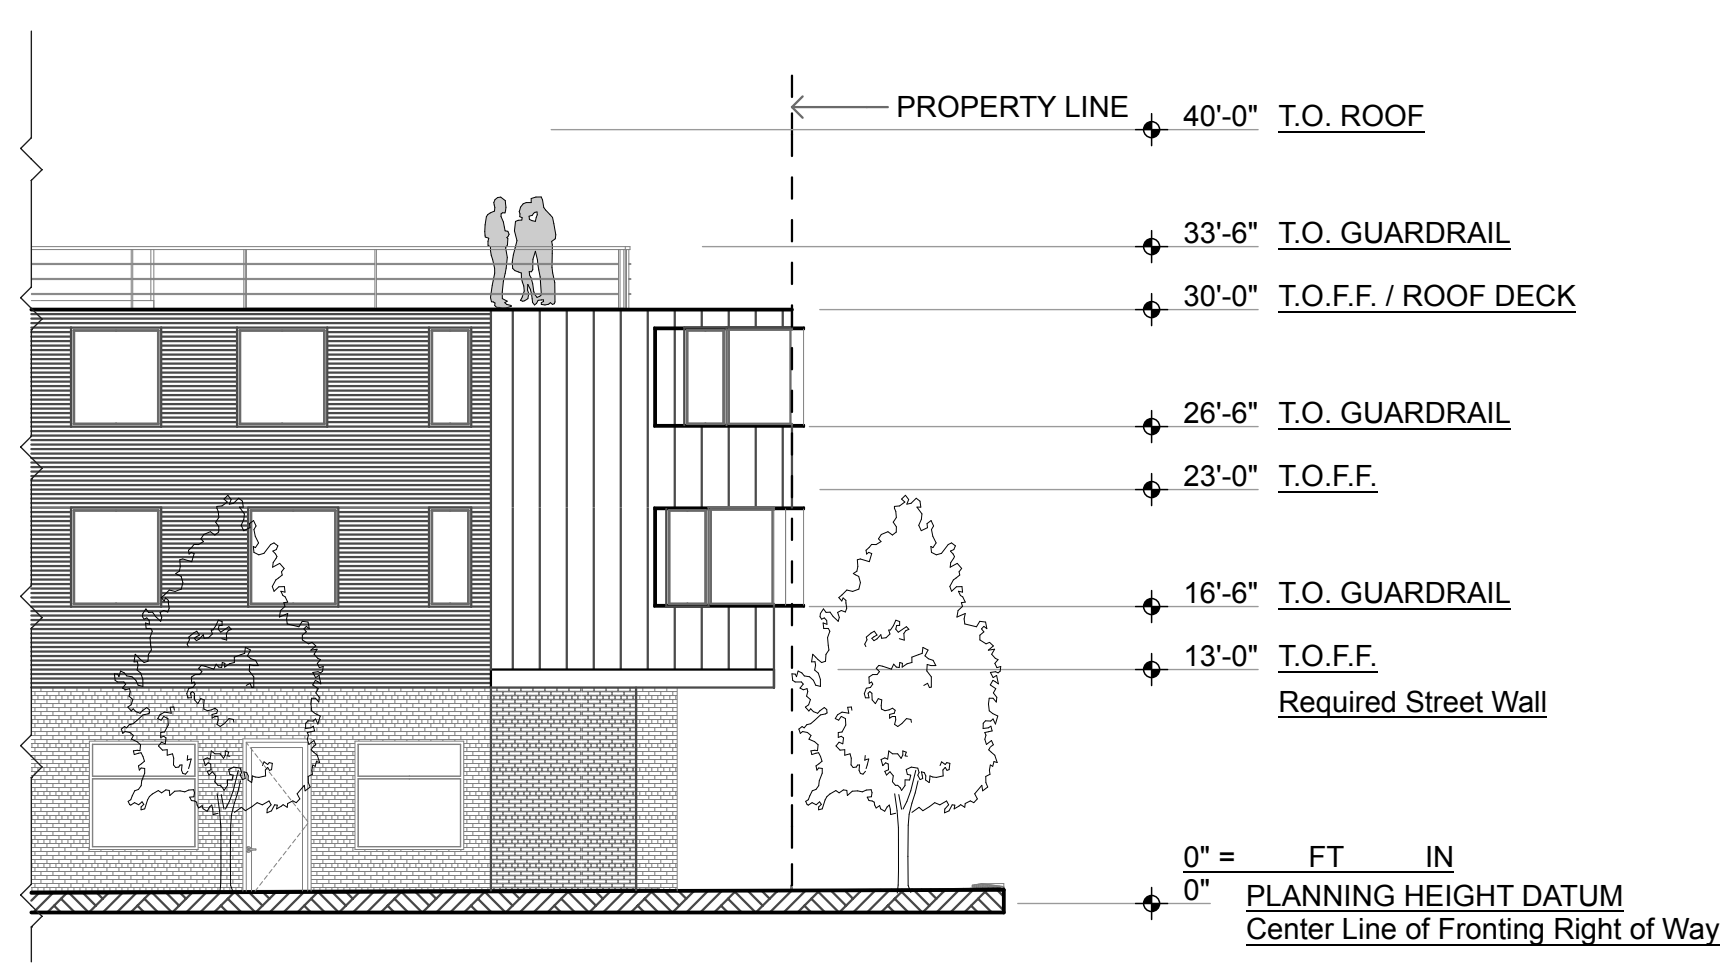 PROPERTY LINE
40'-0" T.O. ROOF
33'-6" T.O. GUARDRAIL
30'-0" T.O.F.F. / ROOF DECK
26'-6" T.O. GUARDRAIL
23'-0" T.O.F.F.
16'-6" T.O. GUARDRAIL
13'-0" T.O.F.F.
Required Street Wall
0" = FT IN
0" PLANNING HEIGHT DATUM
Center Line of Fronting Right of Way